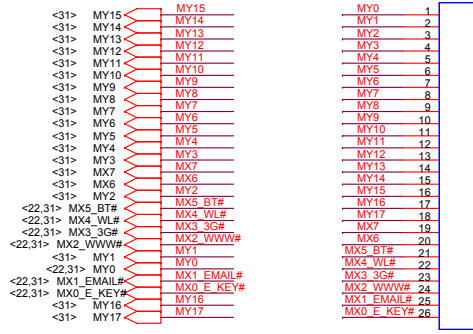 <31> MY15 MY15 MY0 1
<31> MY14 MY14 MY1 2
<31> MY13 MY13 MY2 3
<31> MY12 MY12 MY3 4
<31> MY11 MY11 MY4 5
<31> MY10 MY10 MY5 6
<31> MY9 MY9 MY6 7
<31> MY8 MY8 MY7 8
<31> MY7 MY7 MY8 9
<31> MY6 MY6 MY9 10
<31> MY5 MY5 MY10 11
<31> MY4 MY4 MY11 12
<31> MY3 MY3 MY12 13
<31> MX7 MX7 MY13 14
<31> MX6 MX6 MY14 15
<31> MY2 MY2 MY15 16
<22,31> MX5_BT# MX5_BT# MY16 17
<22,31> MX4_WL# MX4_WL# MY17 18
<22,31> MX3_3G# MX3_3G# MX7 19
<22,31> MX2_WWW# MX2_WWW# MX6 20
<31> MY1 MY1 MX5_BT# 21
<22,31> MY0 MY0 MX4_WL# 22
<22,31> MX1_EMAIL# MX1_EMAIL# MX3_3G# 23
<22,31> MX0_E_KEY# MX0_E_KEY# MX2_WWW# 24
<31> MY16 MY16 MX1_EMAIL# 25
<31> MY17 MY17 MX0_E_KEY# 26